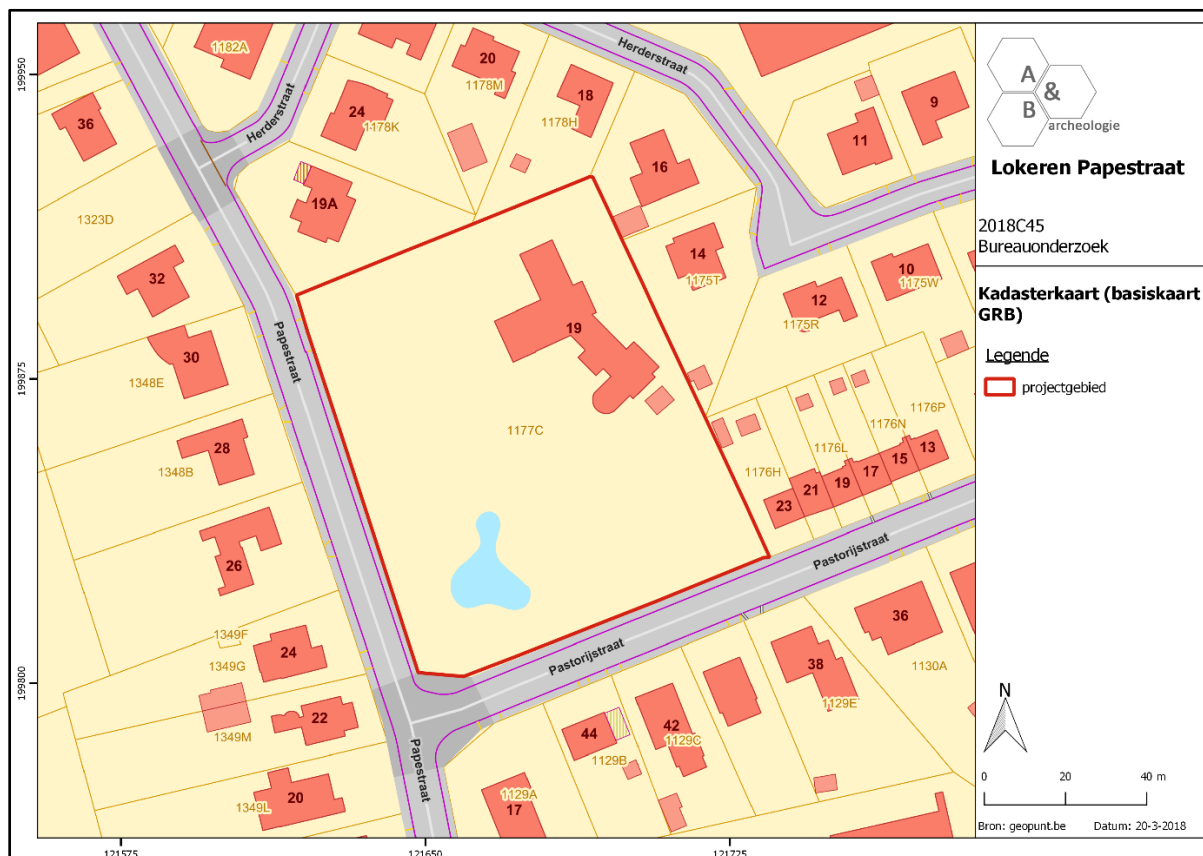 A
&
B
archeologie
Lokeren Papestraat
2018C45
Bureauonderzoek
Kadasterkaart (basiskaart
GRB)
Legende
projectgebied
N
0 20 40 m
Bron: geopunt.be Datum: 20-3-2018
199950
199875
199800
121575
121650
121725
1182A
Herderstraat
Herderstraat
36
24
1178K
20
1178M
18
1178H
16
11
9
19A
1323D
32
14
1175T
12
1175R
10
1175W
Papestraat
30
1348E
19
1177C
28
1348B
1176H
1176L
1176N
1176P
23
21
19
17
15
13
26
Pastorijstraat
Pastorijstraat
1349F
1349G
24
1349M
22
1349L
20
Papestraat
36
1130A
38
1129E
42
1129C
44
1129B
1129A
17